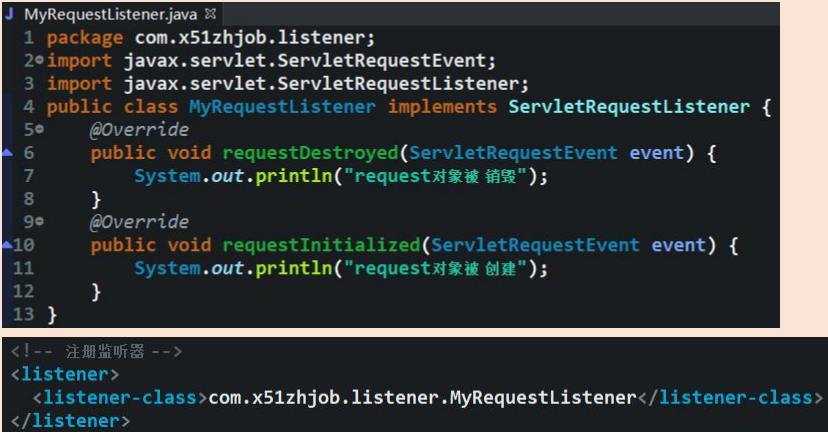 MyRequestListener.java
1 package com.x51zhjob.listener;
2 import javax.servlet.ServletRequestEvent;
3 import javax.servlet.ServletRequestListener;
4 public class MyRequestListener implements ServletRequestListener {
5 @Override
6 public void requestDestroyed(ServletRequestEvent event) {
7 System.out.println("request对象被 销毁");
8 }
9 @Override
10 public void requestInitialized(ServletRequestEvent event) {
11 System.out.println("request对象被 创建");
12 }
13 }
<!-- 注册监听器 -->
<listener>
<listener-class>com.x51zhjob.listener.MyRequestListener</listener-class>
</listener>